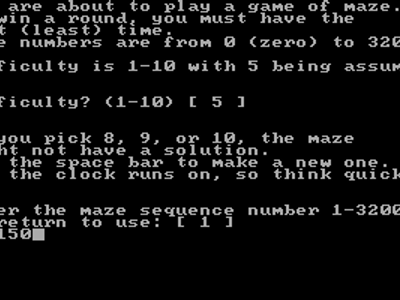 are about to play a game of maze.
win a round, you must have the
t (least) time.
e numbers are from 0 (zero) to 320
ficulty is 1-10 with 5 being assum
ficulty? (1-10) [ 5 ]
you pick 8, 9, or 10, the maze
ht not have a solution.
the space bar to make a new one.
the clock runs on, so think quick
er the maze sequence number 1-3200
return to use: [ 1 ]
150